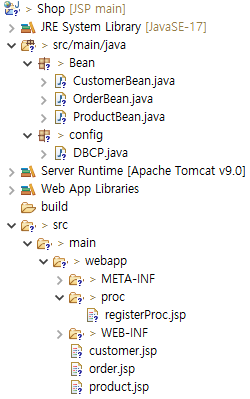 Shop [JSP main]
JRE System Library [JavaSE-17]
src/main/java
Bean
CustomerBean.java
OrderBean.java
ProductBean.java
config
DBCP.java
Server Runtime [Apache Tomcat v9.0]
Web App Libraries
build
src
main
webapp
META-INF
proc
registerProc.jsp
WEB-INF
customer.jsp
order.jsp
product.jsp